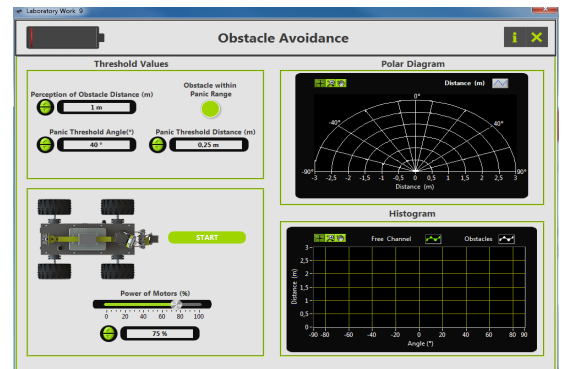 Laboratory Work 9
Obstacle Avoidance
Threshold Values
Perception of Obstacle Distance (m)
1 m
Obstacle within
Panic Range
Panic Threshold Angle(°)
40 °
Panic Threshold Distance (m)
0,25 m
START
Power of Motors (%)
0 20 40 60 80 100
75 %
Polar Diagram
Distance (m)
0°
-40° 40°
-90° 90°
-3 -2,5 -2 -1,5 -1 -0,5 0 0,5 1 1,5 2 2,5 3
Distance (m)
Histogram
Free Channel Obstacles
3
2,5
2
1,5
1
0,5
0
Distance (m)
-90 -80 -60 -40 -20 0 20 40 60 80 90
Angle (°)